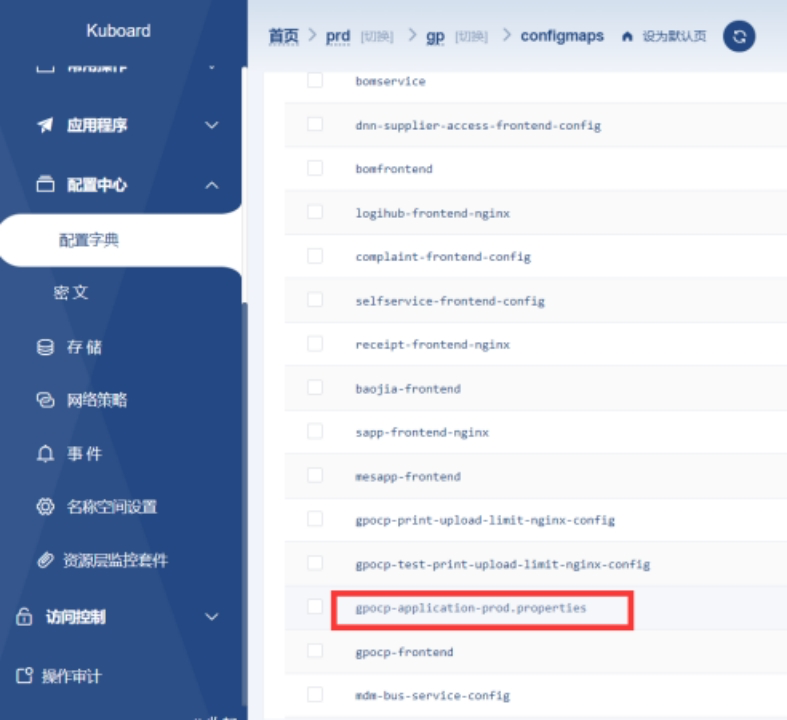 Kuboard
首页 > prd [切换] > gp [切换] > configmaps 设为默认页
常用操作
应用程序
配置中心
配置字典
密文
存储
网络策略
事件
名称空间设置
资源层监控套件
访问控制
操作审计
bomservice
dnn-supplier-access-frontend-config
bomfrontend
logihub-frontend-nginx
complaint-frontend-config
selfservice-frontend-config
receipt-frontend-nginx
baojia-frontend
sapp-frontend-nginx
mesapp-frontend
gpocp-print-upload-limit-nginx-config
gpocp-test-print-upload-limit-nginx-config
gpocp-application-prod.properties
gpocp-frontend
mdm-bus-service-config